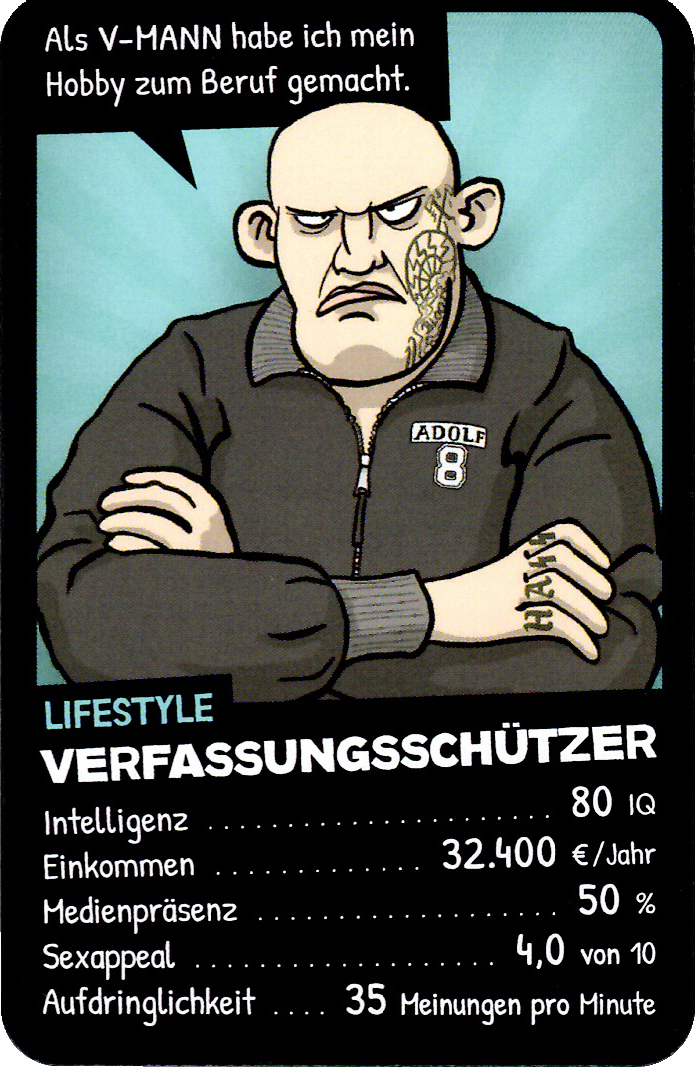 Als V-MANN habe ich mein
Hobby zum Beruf gemacht.
ADOLF
8
HASS
LIFESTYLE
VERFASSUNGSSCHÜTZER
Intelligenz ........................ 80 IQ
Einkommen .............. 32.400 €/Jahr
Medienpräsenz .................... 50 %
Sexappeal .................... 4,0 von 10
Aufdringlichkeit .... 35 Meinungen pro Minute